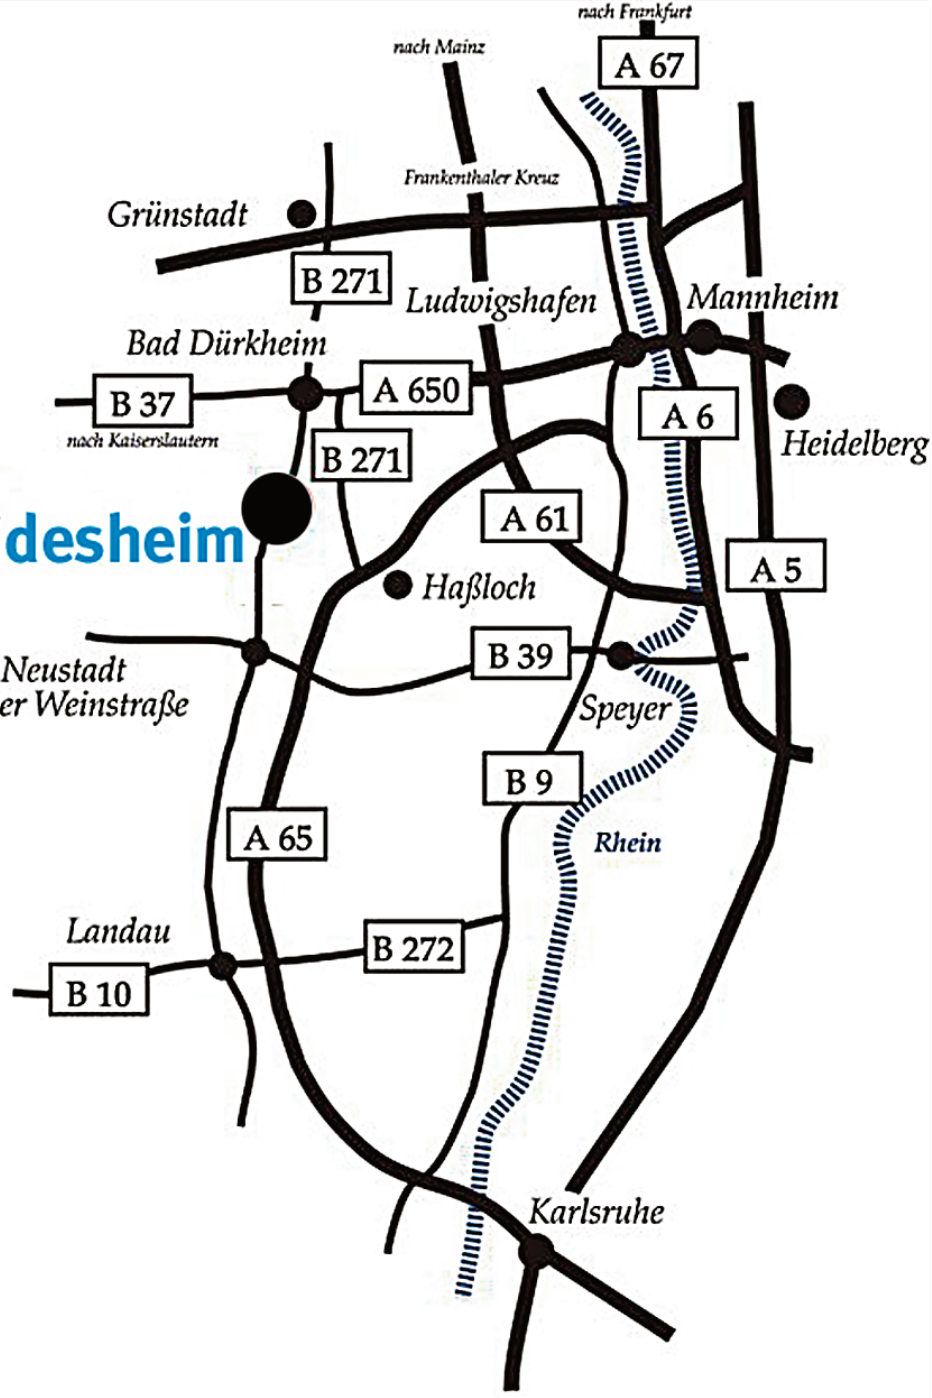 nach Frankfurt
nach Mainz
A 67
Frankenthaler Kreuz
Grünstadt
B 271
Ludwigshafen
Mannheim
Bad Dürkheim
A 650
B 37
A 6
nach Kaiserslautern
B 271
Heidelberg
A 61
desheim
A 5
Haßloch
B 39
Neustadt
er Weinstraße
Speyer
B 9
A 65
Rhein
Landau
B 272
B 10
Karlsruhe